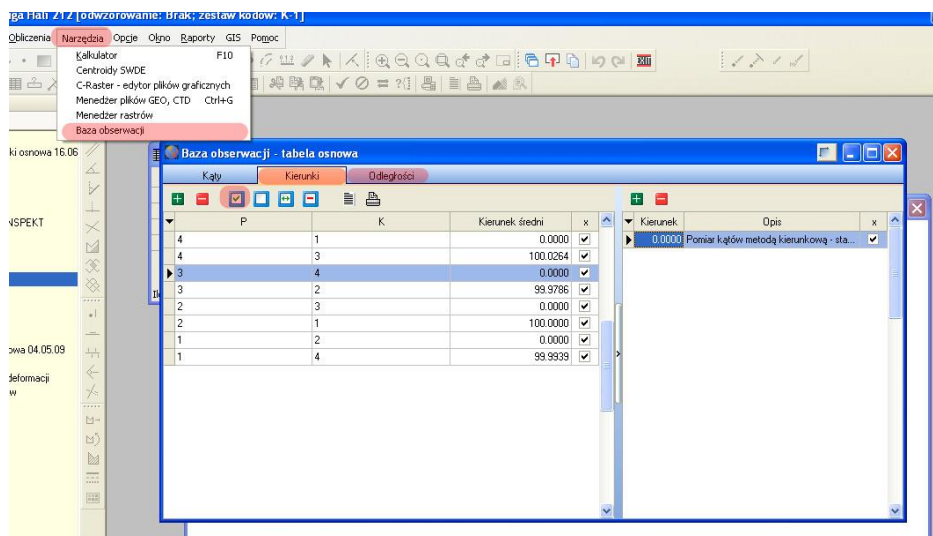 Hali 212 [odwzorowanie: Brak; zestaw kodów: K-1]
Obliczenia Narzędzia Opcje Okno Raporty GIS Pomoc
Kalkulator F10
Centroidy SWDE
C-Raster - edytor plików graficznych
Menedżer plików GEO, CTD Ctrl+G
Menedżer rastrów
Baza obserwacji
EXIT
ki osnowa 16.06
NSPEKT
owa 04.05.09
deformacji
w
Baza obserwacji - tabela osnowa
Kąty Kierunki Odległości
P K Kierunek średni x
4 1 0.0000
4 3 100.0264
3 4 0.0000
3 2 99.9786
2 3 0.0000
2 1 100.0000
1 2 0.0000
1 4 99.9939
Kierunek Opis x
0.0000 Pomiar kątów metodą kierunkową - sta...